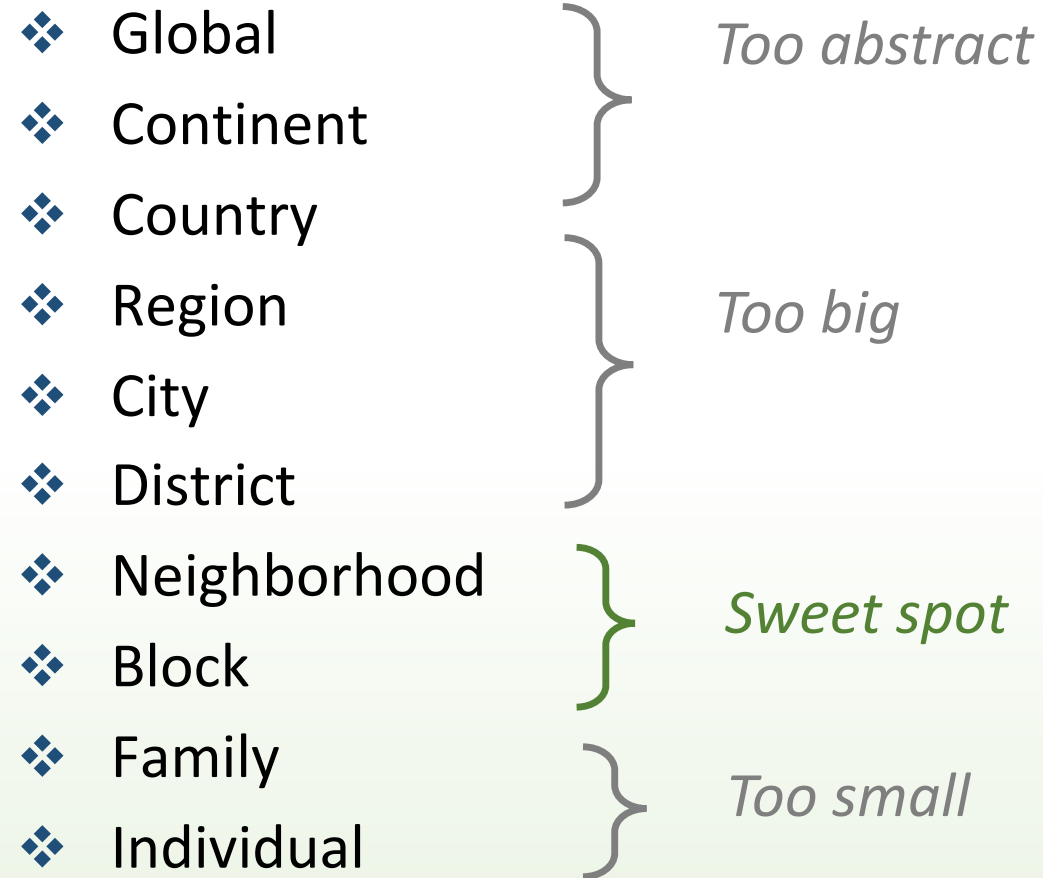 ❖ Global
Too abstract
❖ Continent
❖ Country
❖ Region
Too big
❖ City
❖ District
❖ Neighborhood
Sweet spot
❖ Block
❖ Family
Too small
❖ Individual